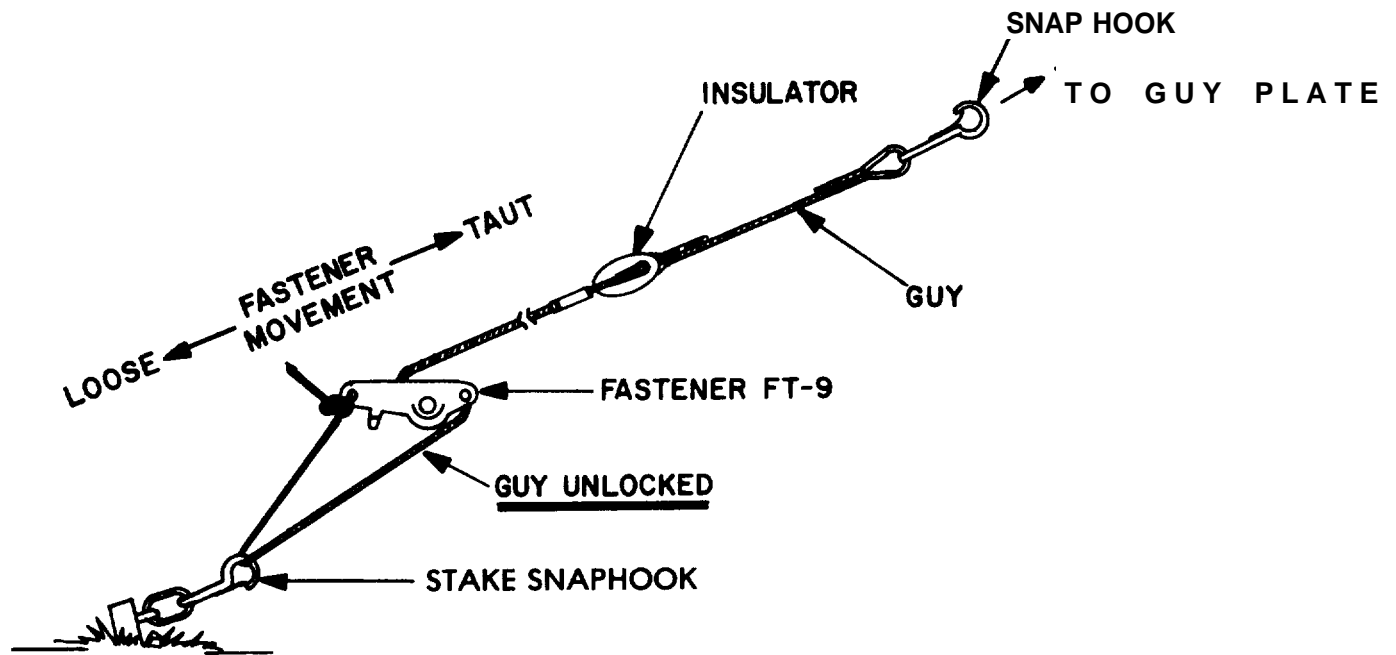 SNAP HOOK
TO GUY PLATE
INSULATOR
TAUT
FASTENER
MOVEMENT
LOOSE
GUY
FASTENER FT-9
GUY UNLOCKED
STAKE SNAPHOOK